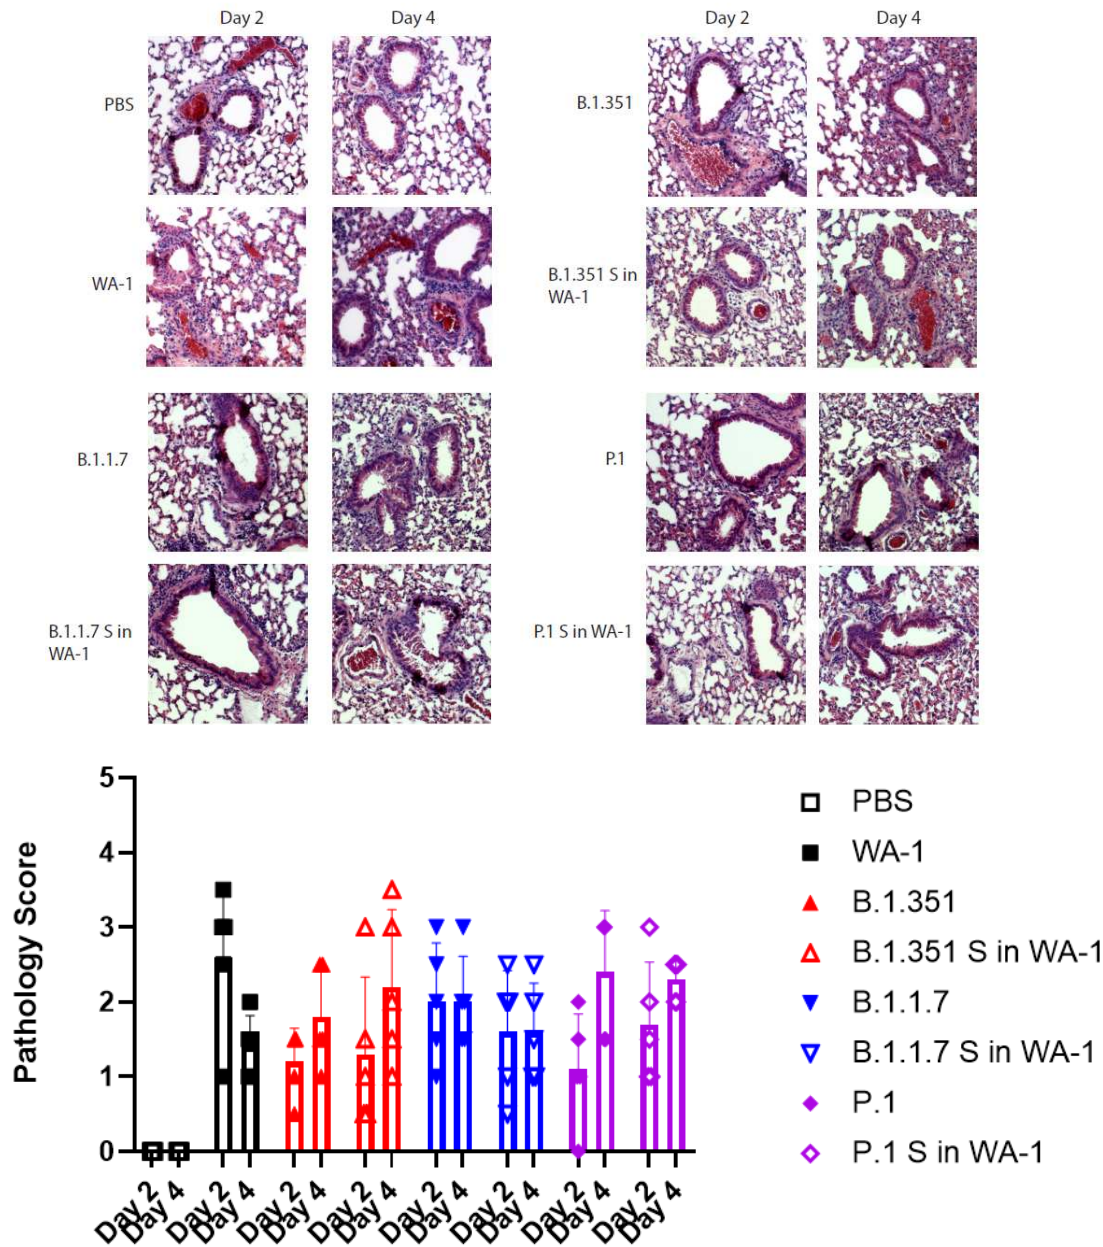 Day 2
Day 4
Day 2
Day 4
PBS
B.1.351
WA-1
B.1.351 S in
WA-1
B.1.1.7
P.1
B.1.1.7 S in
WA-1
P.1 S in WA-1
Pathology Score
5
4
3
2
1
0
Day 2
Day 4
Day 2
Day 4
Day 2
Day 4
Day 2
Day 4
Day 2
Day 4
Day 2
Day 4
Day 2
Day 4
Day 2
Day 4
PBS
WA-1
B.1.351
B.1.351 S in WA-1
B.1.1.7
B.1.1.7 S in WA-1
P.1
P.1 S in WA-1